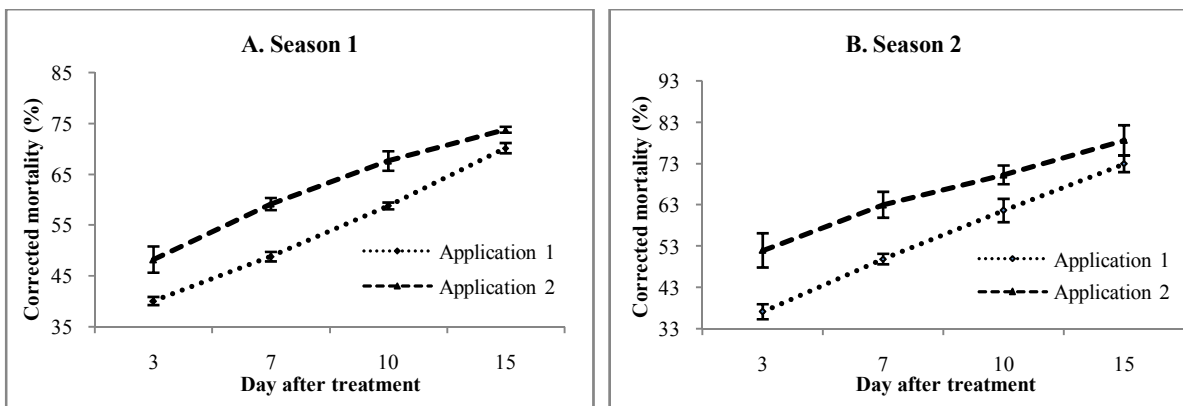 A. Season 1
Corrected mortality (%)
85
75
65
55
45
35
Application 1
Application 2
3 7 10 15
Day after treatment
B. Season 2
Corrected mortality (%)
93
83
73
63
53
43
33
Application 1
Application 2
3 7 10 15
Day after treatment